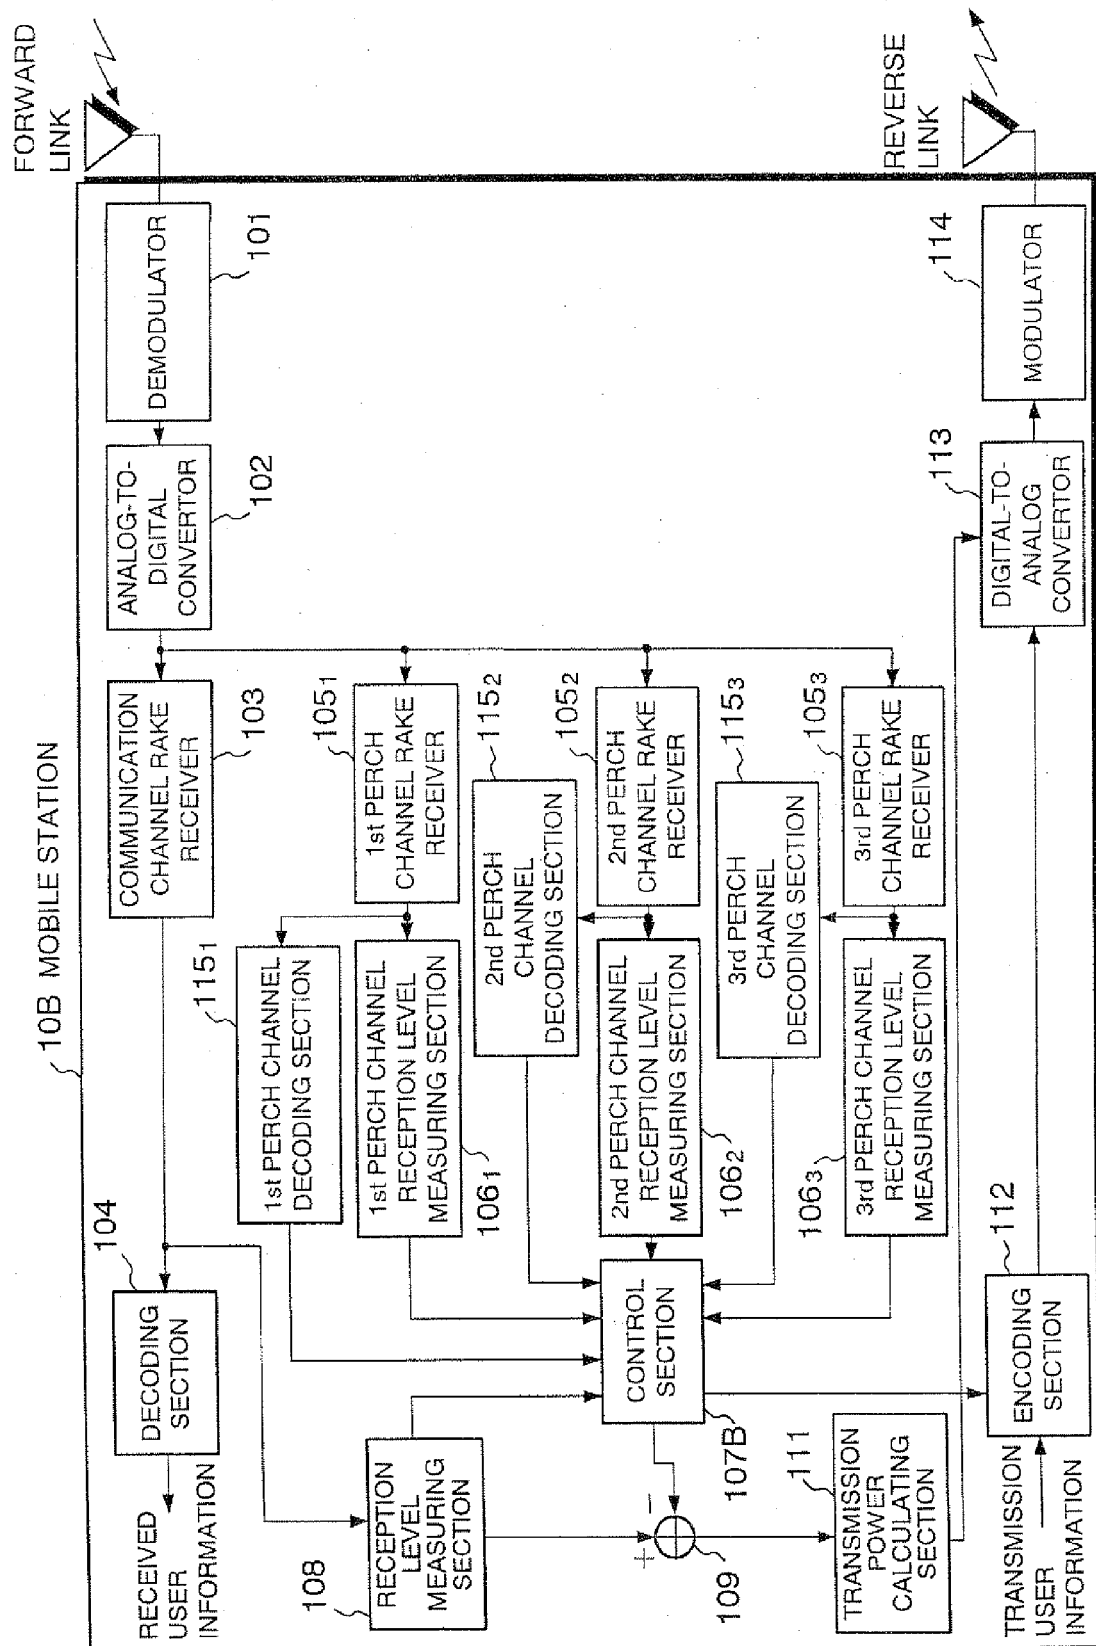 10B MOBILE STATION
FORWARD
LINK
DEMODULATOR
101
ANALOG-TO-
DIGITAL
CONVERTOR
102
COMMUNICATION
CHANNEL RAKE
RECEIVER
103
104
DECODING
SECTION
RECEIVED
USER
INFORMATION
1st PERCH
CHANNEL RAKE
RECEIVER
105₁
1st PERCH CHANNEL
DECODING SECTION
115₁
1st PERCH CHANNEL
RECEPTION LEVEL
MEASURING SECTION
106₁
2nd PERCH
CHANNEL
DECODING SECTION
115₂
2nd PERCH
CHANNEL RAKE
RECEIVER
105₂
2nd PERCH CHANNEL
RECEPTION LEVEL
MEASURING SECTION
106₂
3rd PERCH
CHANNEL
DECODING SECTION
115₃
3rd PERCH
CHANNEL RAKE
RECEIVER
105₃
3rd PERCH CHANNEL
RECEPTION LEVEL
MEASURING SECTION
106₃
CONTROL
SECTION
107B
RECEPTION
LEVEL
MEASURING
SECTION
108
+
−
109
111
TRANSMISSION
POWER
CALCULATING
SECTION
TRANSMISSION
USER
INFORMATION
112
ENCODING
SECTION
113
DIGITAL-TO-
ANALOG
CONVERTOR
114
MODULATOR
REVERSE
LINK